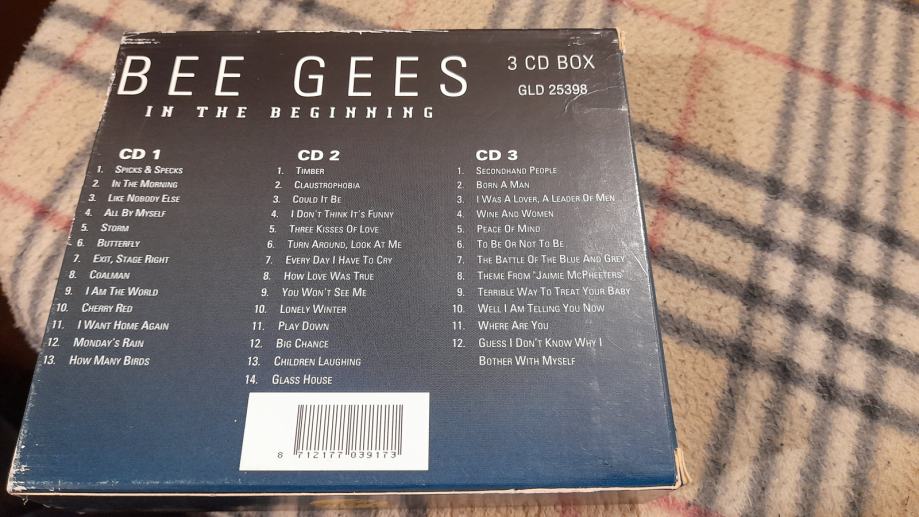 BEE GEES
IN THE BEGINNING
3 CD BOX
GLD 25398
CD 1
1. SPICKS & SPECKS
2. IN THE MORNING
3. LIKE NOBODY ELSE
4. ALL BY MYSELF
5. STORM
6. BUTTERFLY
7. EXIT, STAGE RIGHT
8. COALMAN
9. I AM THE WORLD
10. CHERRY RED
11. I WANT HOME AGAIN
12. MONDAY'S RAIN
13. HOW MANY BIRDS
CD 2
1. TIMBER
2. CLAUSTROPHOBIA
3. COULD IT BE
4. I DON'T THINK IT'S FUNNY
5. THREE KISSES OF LOVE
6. TURN AROUND, LOOK AT ME
7. EVERY DAY I HAVE TO CRY
8. HOW LOVE WAS TRUE
9. YOU WON'T SEE ME
10. LONELY WINTER
11. PLAY DOWN
12. BIG CHANCE
13. CHILDREN LAUGHING
14. GLASS HOUSE
CD 3
1. SECONDHAND PEOPLE
2. BORN A MAN
3. I WAS A LOVER, A LEADER OF MEN
4. WINE AND WOMEN
5. PEACE OF MIND
6. TO BE OR NOT TO BE
7. THE BATTLE OF THE BLUE AND GREY
8. THEME FROM "JAIMIE MCPHEETERS"
9. TERRIBLE WAY TO TREAT YOUR BABY
10. WELL I AM TELLING YOU NOW
11. WHERE ARE YOU
12. GUESS I DON'T KNOW WHY I
BOTHER WITH MYSELF
8 712177 039173